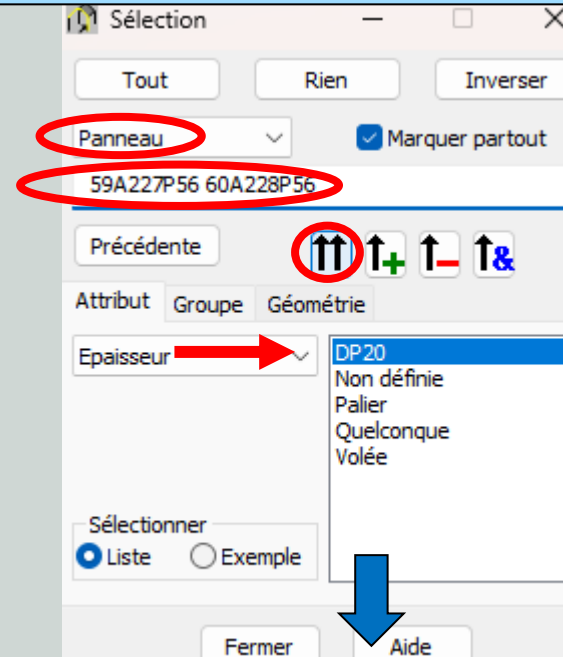 Sélection
Tout Rien Inverser
Panneau Marquer partout
59A227P56 60A228P56
Précédente + - &
Attribut Groupe Géométrie
Epaisseur
DP20
Non définie
Palier
Quelconque
Volée
Sélectionner
Liste Exemple
Fermer Aide